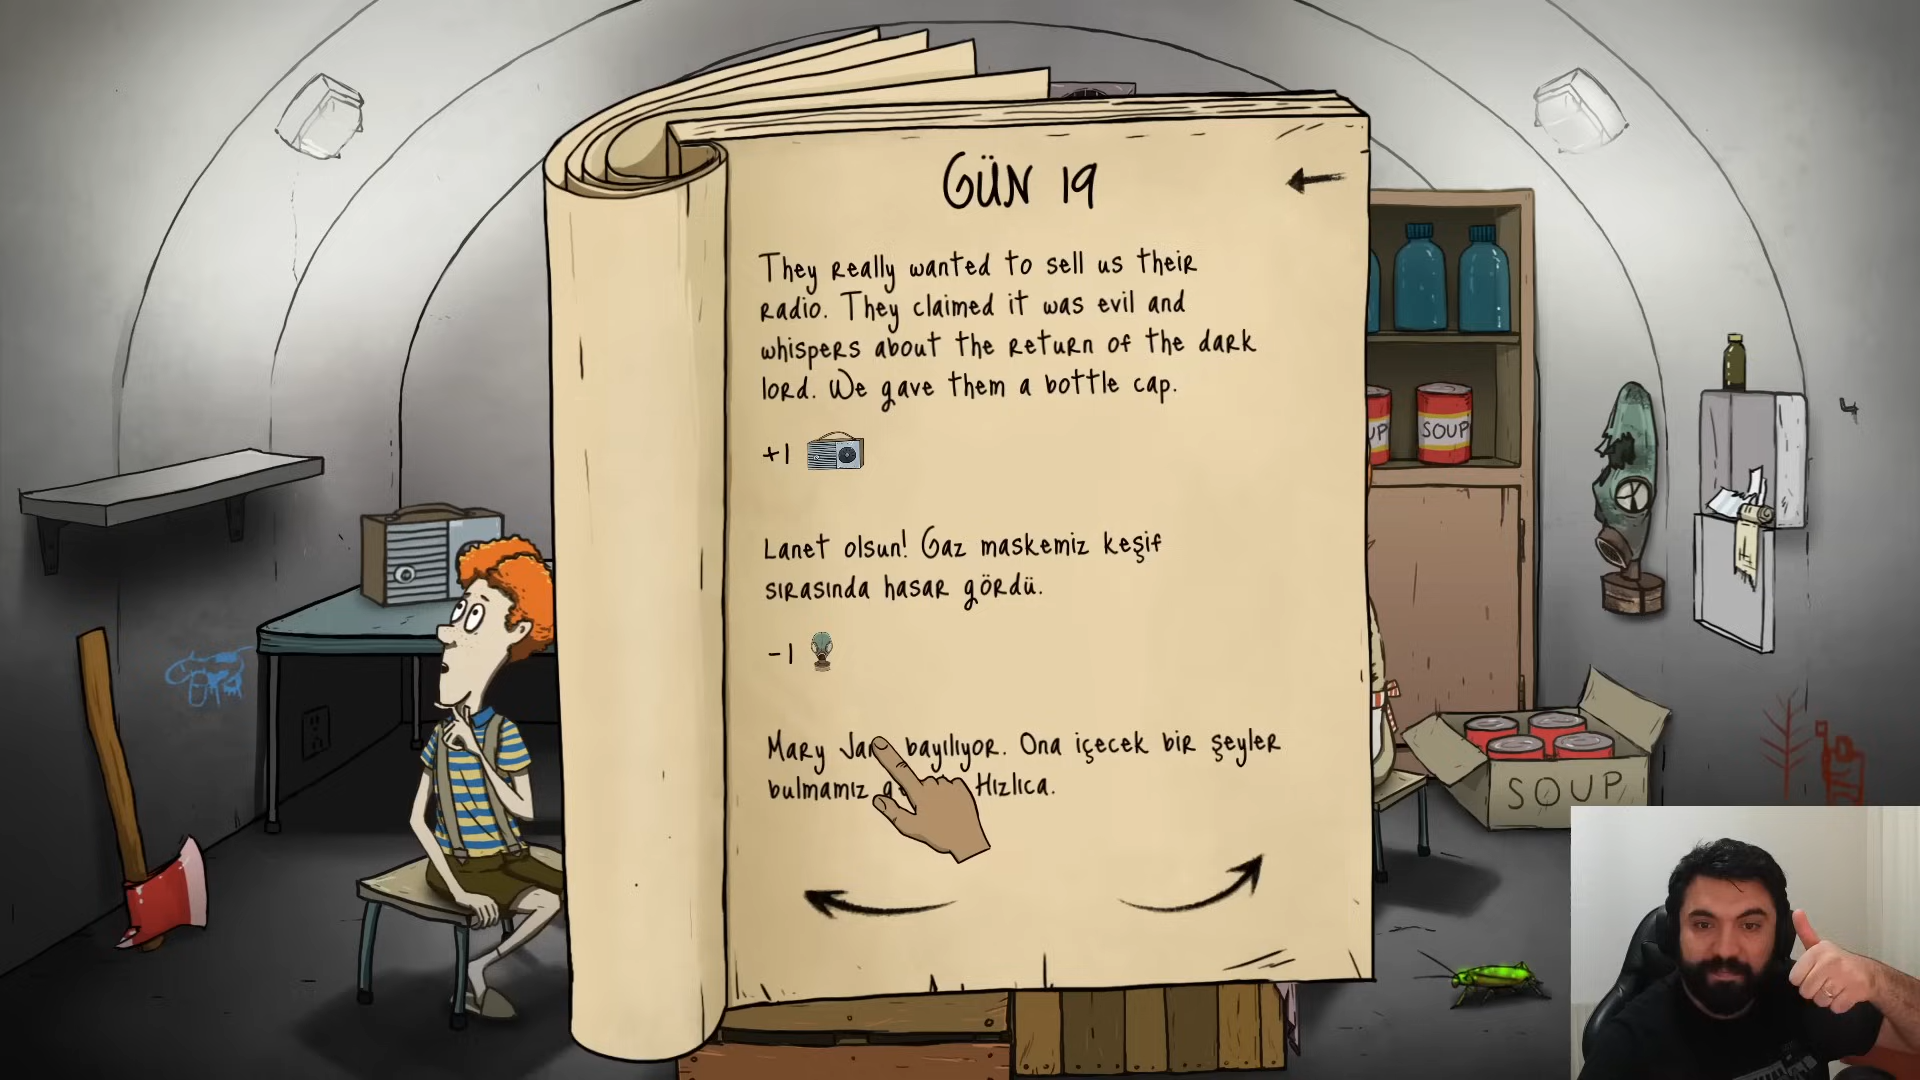 GÜN 19
They really wanted to sell us their
radio. They claimed it was evil and
whispers about the return of the dark
lord. We gave them a bottle cap.
+1
Lanet olsun! Gaz maskemiz keşif
sırasında hasar gördü.
-1
Mary bayılıyor. Ona içecek bir şeyler
bulmamız Hızlıca.
SOUP
SOUP